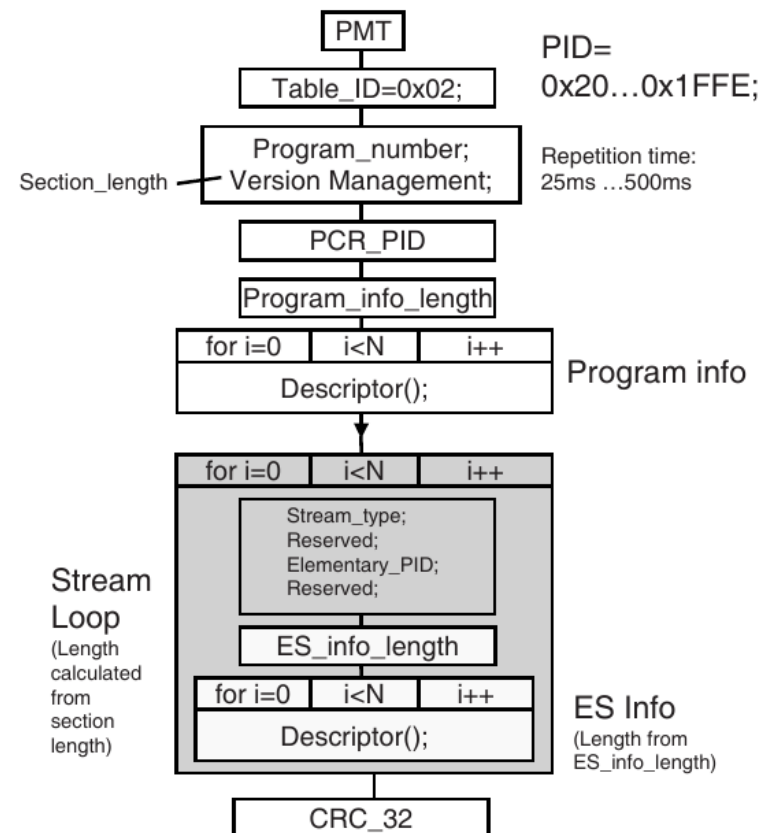 PMT
PID=
0x20...0x1FFE;
Table_ID=0x02;
Program_number;
Version Management;
Section_length
Repetition time:
25ms ...500ms
PCR_PID
Program_info_length
for i=0 i<N i++
Descriptor();
Program info
for i=0 i<N i++
Stream_type;
Reserved;
Elementary_PID;
Reserved;
Stream
Loop
(Length
calculated
from
section
length)
ES_info_length
for i=0 i<N i++
Descriptor();
ES Info
(Length from
ES_info_length)
CRC_32